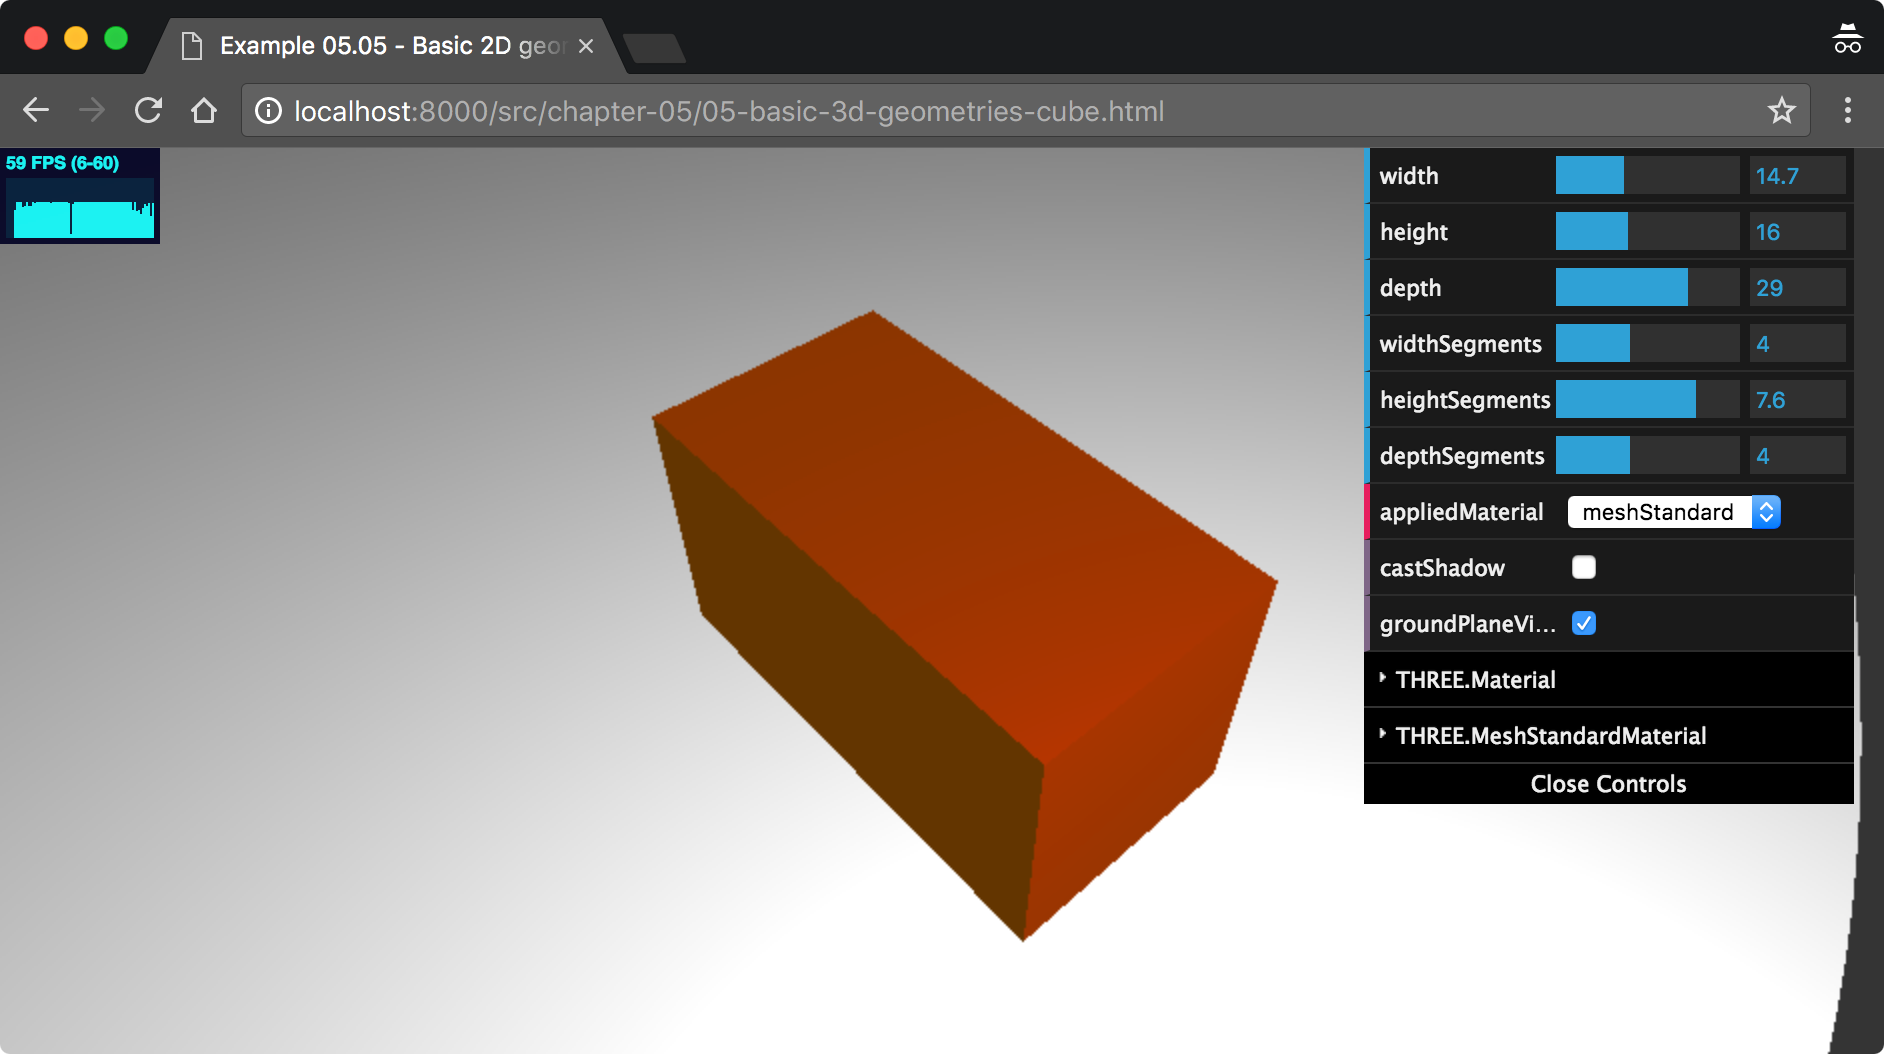 Example 05.05 - Basic 2D geor
localhost:8000/src/chapter-05/05-basic-3d-geometries-cube.html
59 FPS (6-60)
width 14.7
height 16
depth 29
widthSegments 4
heightSegments 7.6
depthSegments 4
appliedMaterial meshStandard
castShadow
groundPlaneVi...
THREE.Material
THREE.MeshStandardMaterial
Close Controls